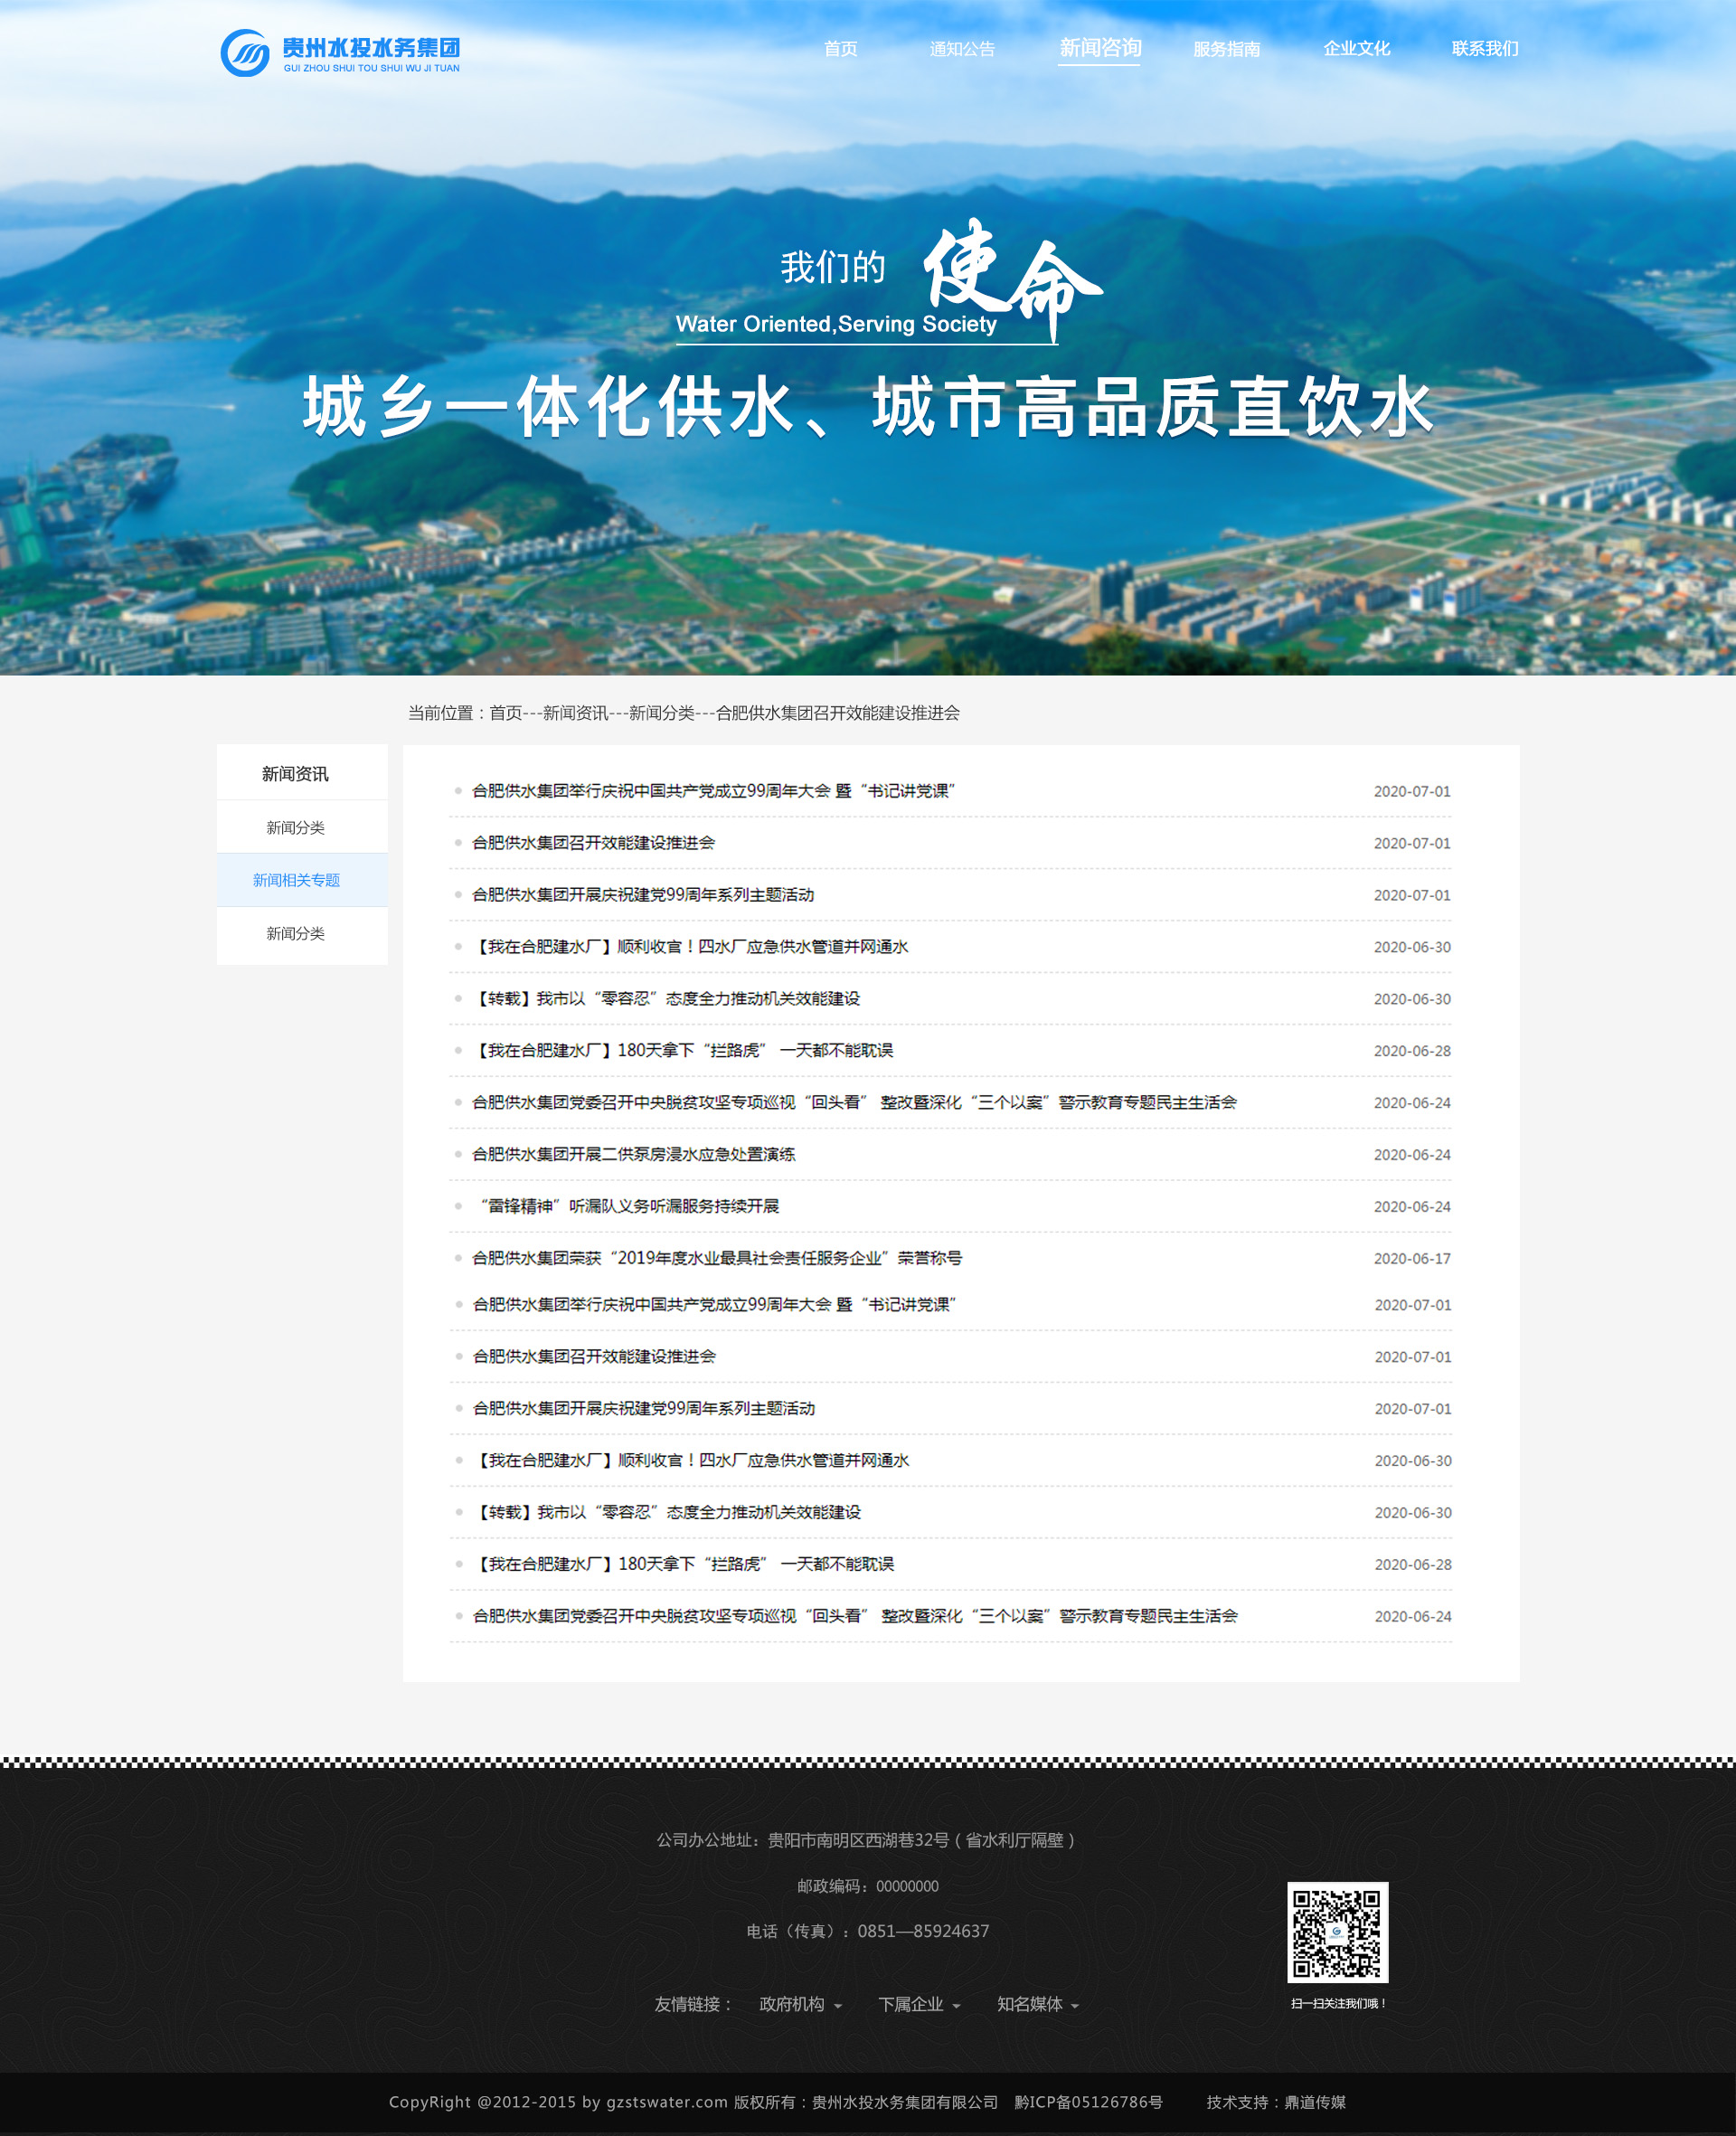 贵州水投水务集团
GUI ZHOU SHUI TOU SHUI WU JI TUAN
首页 通知公告 新闻咨询 服务指南 企业文化 联系我们
我们的 使命
Water Oriented,Serving Society
城乡一体化供水、城市高品质直饮水
当前位置：首页---新闻资讯---新闻分类---合肥供水集团召开效能建设推进会
新闻资讯
新闻分类
新闻相关专题
新闻分类
合肥供水集团举行庆祝中国共产党成立99周年大会 暨“书记讲党课” 2020-07-01
合肥供水集团召开效能建设推进会 2020-07-01
合肥供水集团开展庆祝建党99周年系列主题活动 2020-07-01
【我在合肥建水厂】顺利收官！四水厂应急供水管道并网通水 2020-06-30
【转载】我市以“零容忍”态度全力推动机关效能建设 2020-06-30
【我在合肥建水厂】180天拿下“拦路虎” 一天都不能耽误 2020-06-28
合肥供水集团党委召开中央脱贫攻坚专项巡视“回头看” 整改暨深化“三个以案”警示教育专题民主生活会 2020-06-24
合肥供水集团开展二供泵房浸水应急处置演练 2020-06-24
“雷锋精神”听漏队义务听漏服务持续开展 2020-06-24
合肥供水集团荣获“2019年度水业最具社会责任服务企业”荣誉称号 2020-06-17
合肥供水集团举行庆祝中国共产党成立99周年大会 暨“书记讲党课” 2020-07-01
合肥供水集团召开效能建设推进会 2020-07-01
合肥供水集团开展庆祝建党99周年系列主题活动 2020-07-01
【我在合肥建水厂】顺利收官！四水厂应急供水管道并网通水 2020-06-30
【转载】我市以“零容忍”态度全力推动机关效能建设 2020-06-30
【我在合肥建水厂】180天拿下“拦路虎” 一天都不能耽误 2020-06-28
合肥供水集团党委召开中央脱贫攻坚专项巡视“回头看” 整改暨深化“三个以案”警示教育专题民主生活会 2020-06-24
公司办公地址：贵阳市南明区西湖巷32号（省水利厅隔壁）
邮政编码：00000000
电话（传真）：0851—85924637
友情链接： 政府机构 下属企业 知名媒体
扫一扫关注我们哦！
CopyRight @2012-2015 by gzstswater.com 版权所有：贵州水投水务集团有限公司 黔ICP备05126786号 技术支持：鼎道传媒